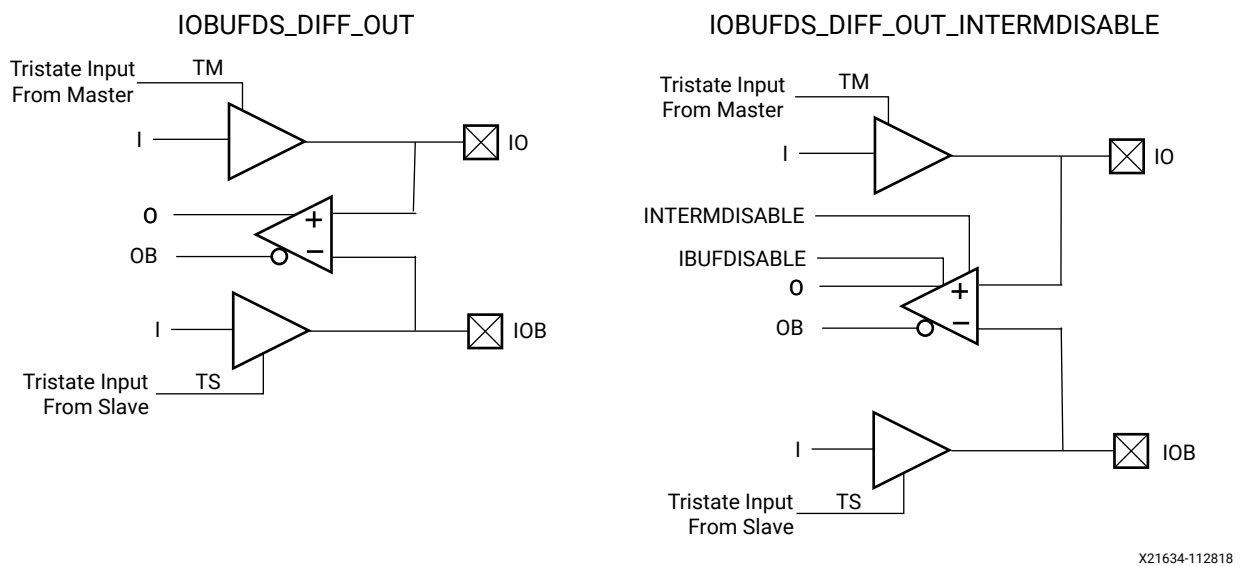 IOBUFDS_DIFF_OUT
Tristate Input
From Master
TM
I
IO
+
O
OB
−
I
IOB
Tristate Input
From Slave
TS
IOBUFDS_DIFF_OUT_INTERMDISABLE
Tristate Input
From Master
TM
I
IO
INTERMDISABLE
IBUFDISABLE
O
+
OB
−
I
IOB
Tristate Input
From Slave
TS
X21634-112818